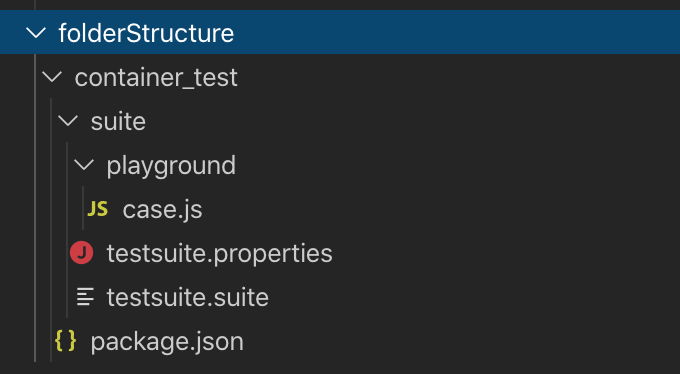 folderStructure
container_test
suite
playground
JS case.js
J testsuite.properties
testsuite.suite
{} package.json